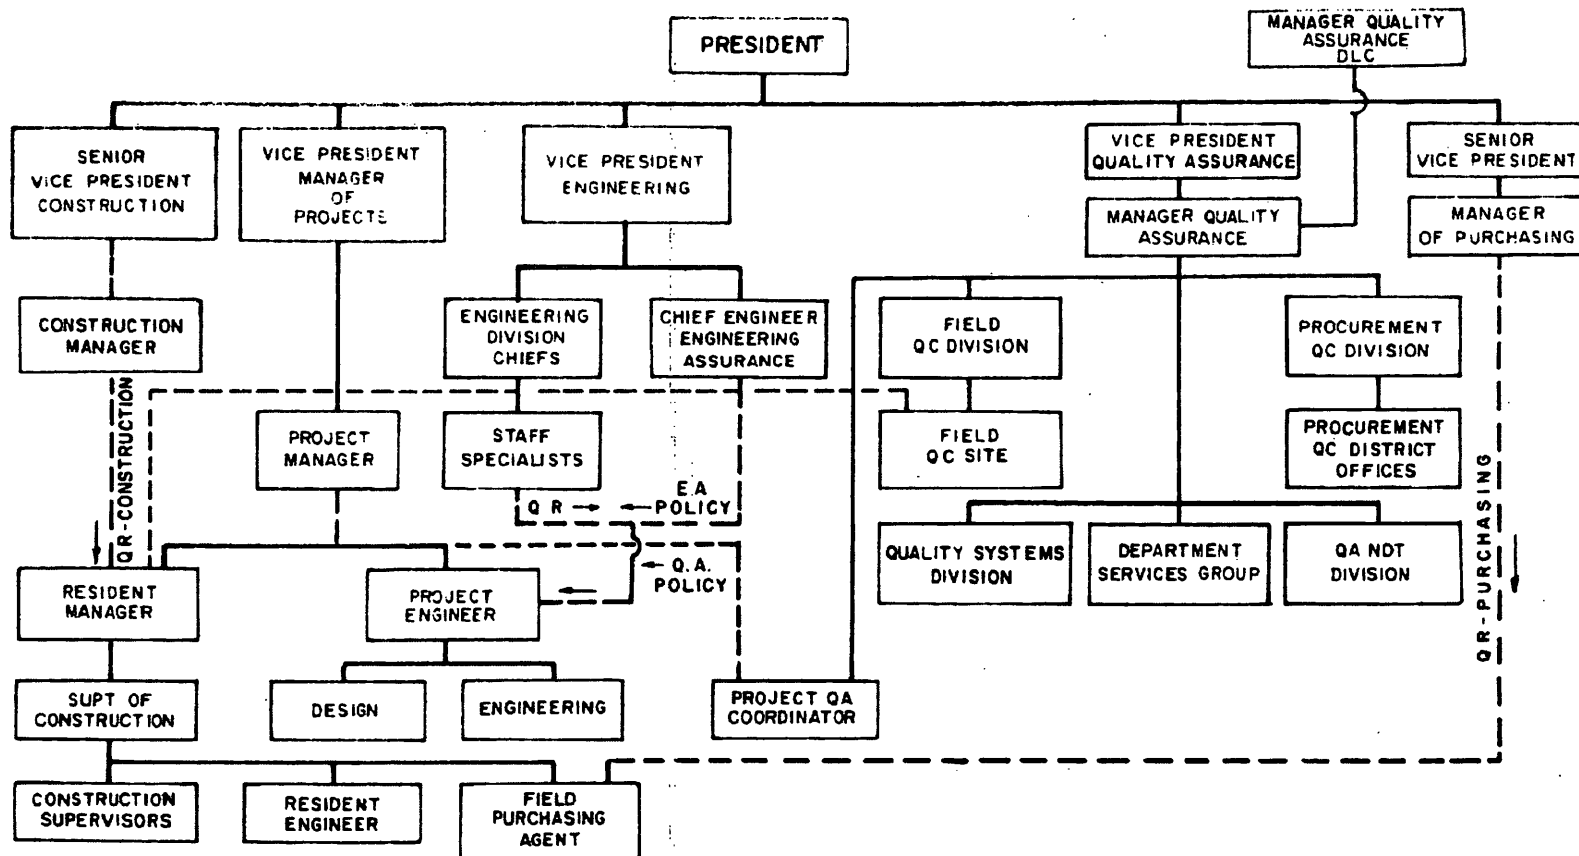 PRESIDENT
MANAGER QUALITY
ASSURANCE
DLC
SENIOR
VICE PRESIDENT
CONSTRUCTION
VICE PRESIDENT
MANAGER
OF
PROJECTS
VICE PRESIDENT
ENGINEERING
VICE PRESIDENT
QUALITY ASSURANCE
SENIOR
VICE PRESIDENT
MANAGER QUALITY
ASSURANCE
MANAGER
OF PURCHASING
CONSTRUCTION
MANAGER
ENGINEERING
DIVISION
CHIEFS
CHIEF ENGINEER
ENGINEERING
ASSURANCE
FIELD
QC DIVISION
PROCUREMENT
QC DIVISION
QR-CONSTRUCTION
PROJECT
MANAGER
STAFF
SPECIALISTS
FIELD
QC SITE
PROCUREMENT
QC DISTRICT
OFFICES
QR-PURCHASING
Q R →
E.A
← POLICY
← Q.A.
POLICY
RESIDENT
MANAGER
PROJECT
ENGINEER
QUALITY SYSTEMS
DIVISION
DEPARTMENT
SERVICES GROUP
QA NDT
DIVISION
SUPT OF
CONSTRUCTION
DESIGN
ENGINEERING
PROJECT QA
COORDINATOR
CONSTRUCTION
SUPERVISORS
RESIDENT
ENGINEER
FIELD
PURCHASING
AGENT